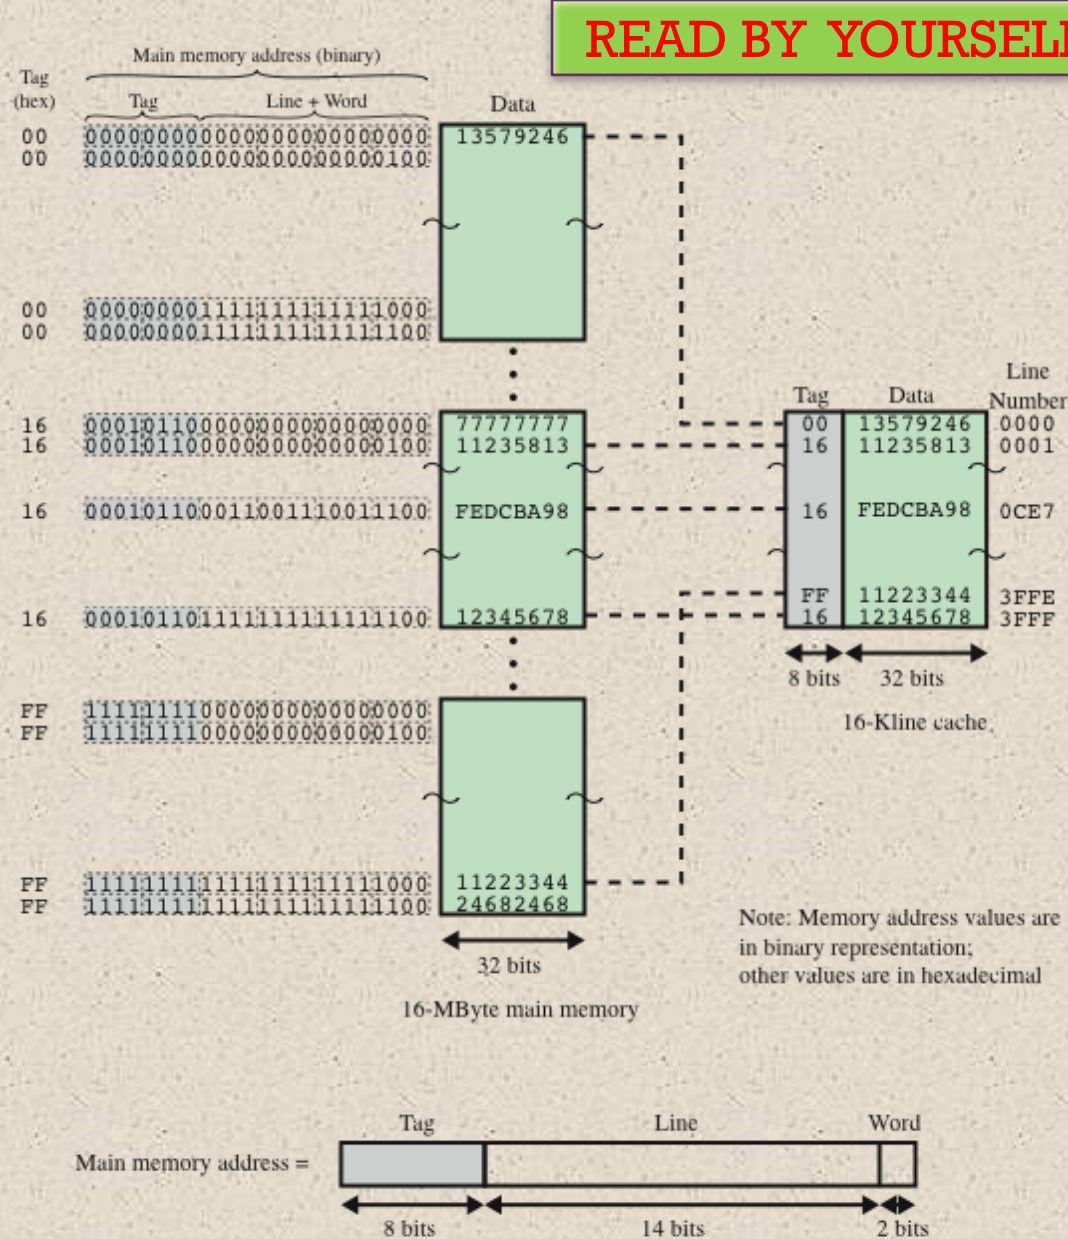 READ BY YOURSEL
Main memory address (binary)
Tag
(hex)
Tag
Line + Word
Data
00 000000000000000000000000 13579246
00 000000000000000000000100
00 000000001111111111111000
00 000000001111111111111100
Line
Tag Data Number
16 000101100000000000000000 77777777 00 13579246 0000
16 000101100000000000000100 11235813 16 11235813 0001
16 000101100011001110011100 FEDCBA98 16 FEDCBA98 0CE7
FF 11223344 3FFE
16 000101101111111111111100 12345678 16 12345678 3FFF
8 bits 32 bits
16-Kline cache
FF 111111110000000000000000
FF 111111110000000000000100
FF 111111111111111111111000 11223344
FF 111111111111111111111100 24682468
32 bits
16-MByte main memory
Note: Memory address values are
in binary representation;
other values are in hexadecimal
Tag Line Word
Main memory address =
8 bits 14 bits 2 bits